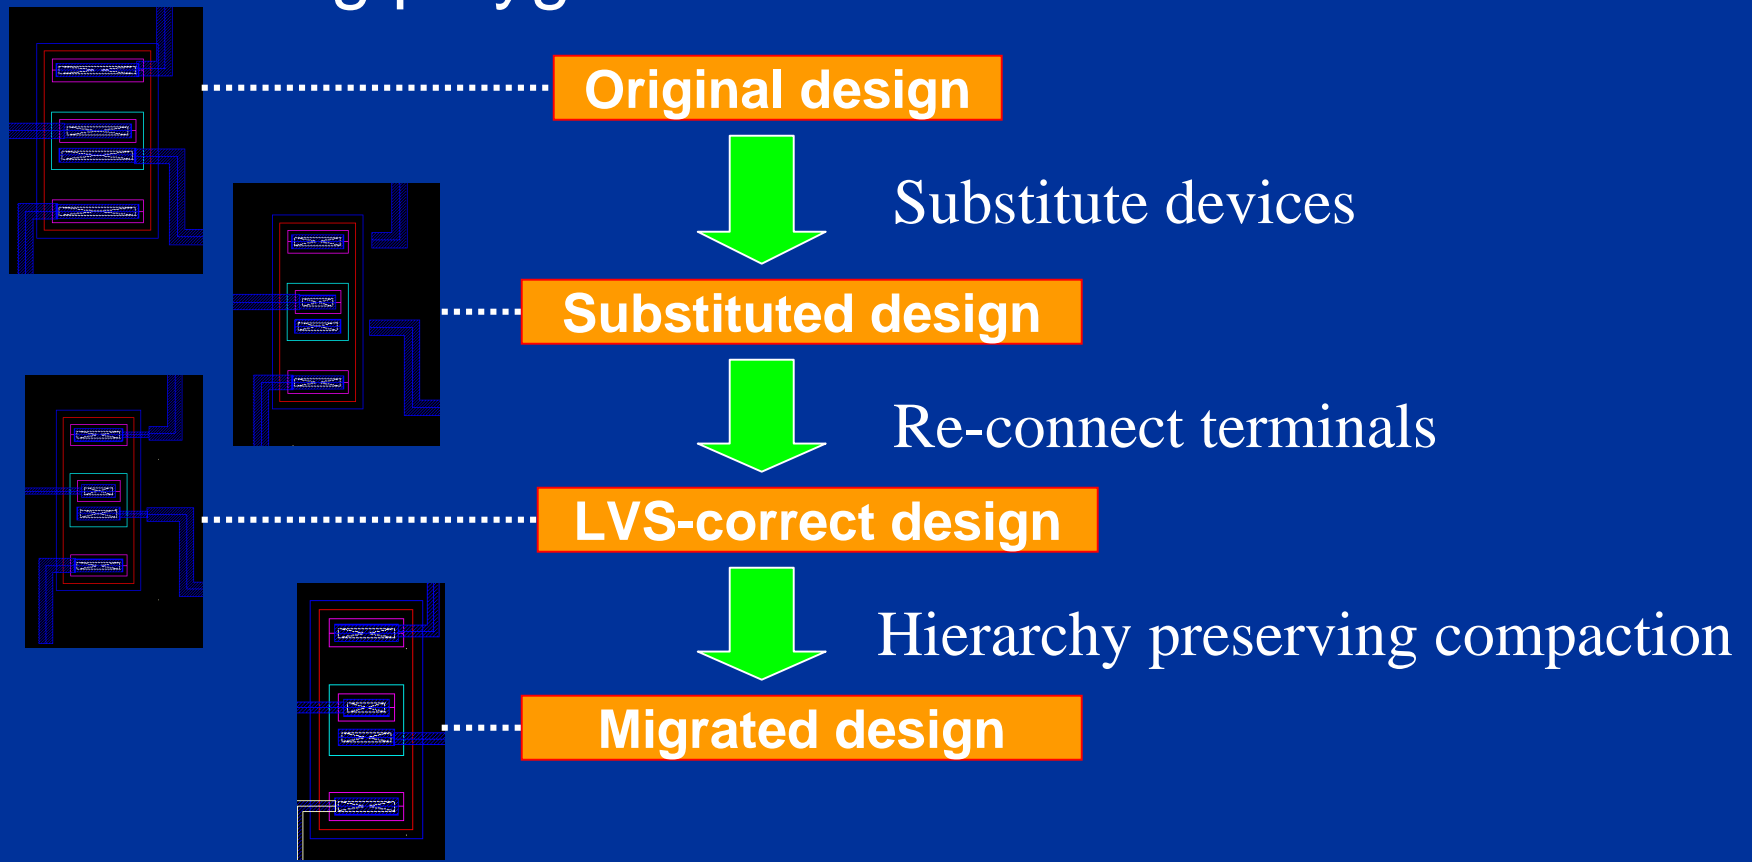 Original design
Substitute devices
Substituted design
Re-connect terminals
LVS-correct design
Hierarchy preserving compaction
Migrated design